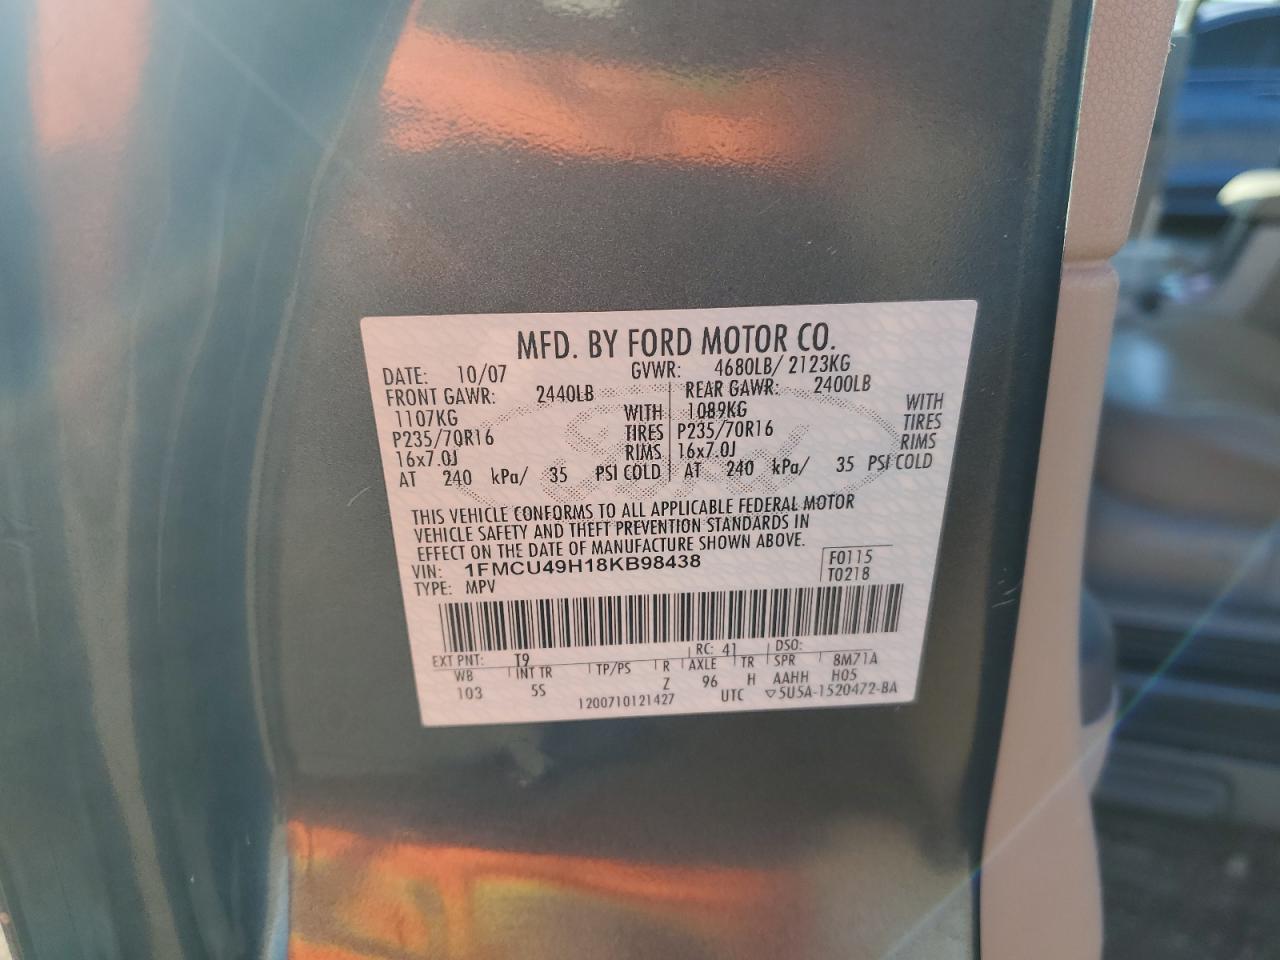 MFD. BY FORD MOTOR CO.
DATE: 10/07 GVWR: 4680LB/ 2123KG
FRONT GAWR: 2440LB REAR GAWR: 2400LB
1107KG WITH 1089KG WITH
P235/70R16 TIRES P235/70R16 TIRES
16x7.0J RIMS 16x7.0J RIMS
AT 240 kPa/ 35 PSI COLD AT 240 kPa/ 35 PSI COLD
THIS VEHICLE CONFORMS TO ALL APPLICABLE FEDERAL MOTOR
VEHICLE SAFETY AND THEFT PREVENTION STANDARDS IN
EFFECT ON THE DATE OF MANUFACTURE SHOWN ABOVE.
VIN: 1FMCU49H18KB98438 F0115
TYPE: MPV T0218
EXT PNT: T9 RC: 41 DSO:
WB INT TR TP/PS R AXLE TR SPR 8M71A
103 5S Z 96 H AAHH H05
1200710121427 UTC ▽5U5A-1520472-BA